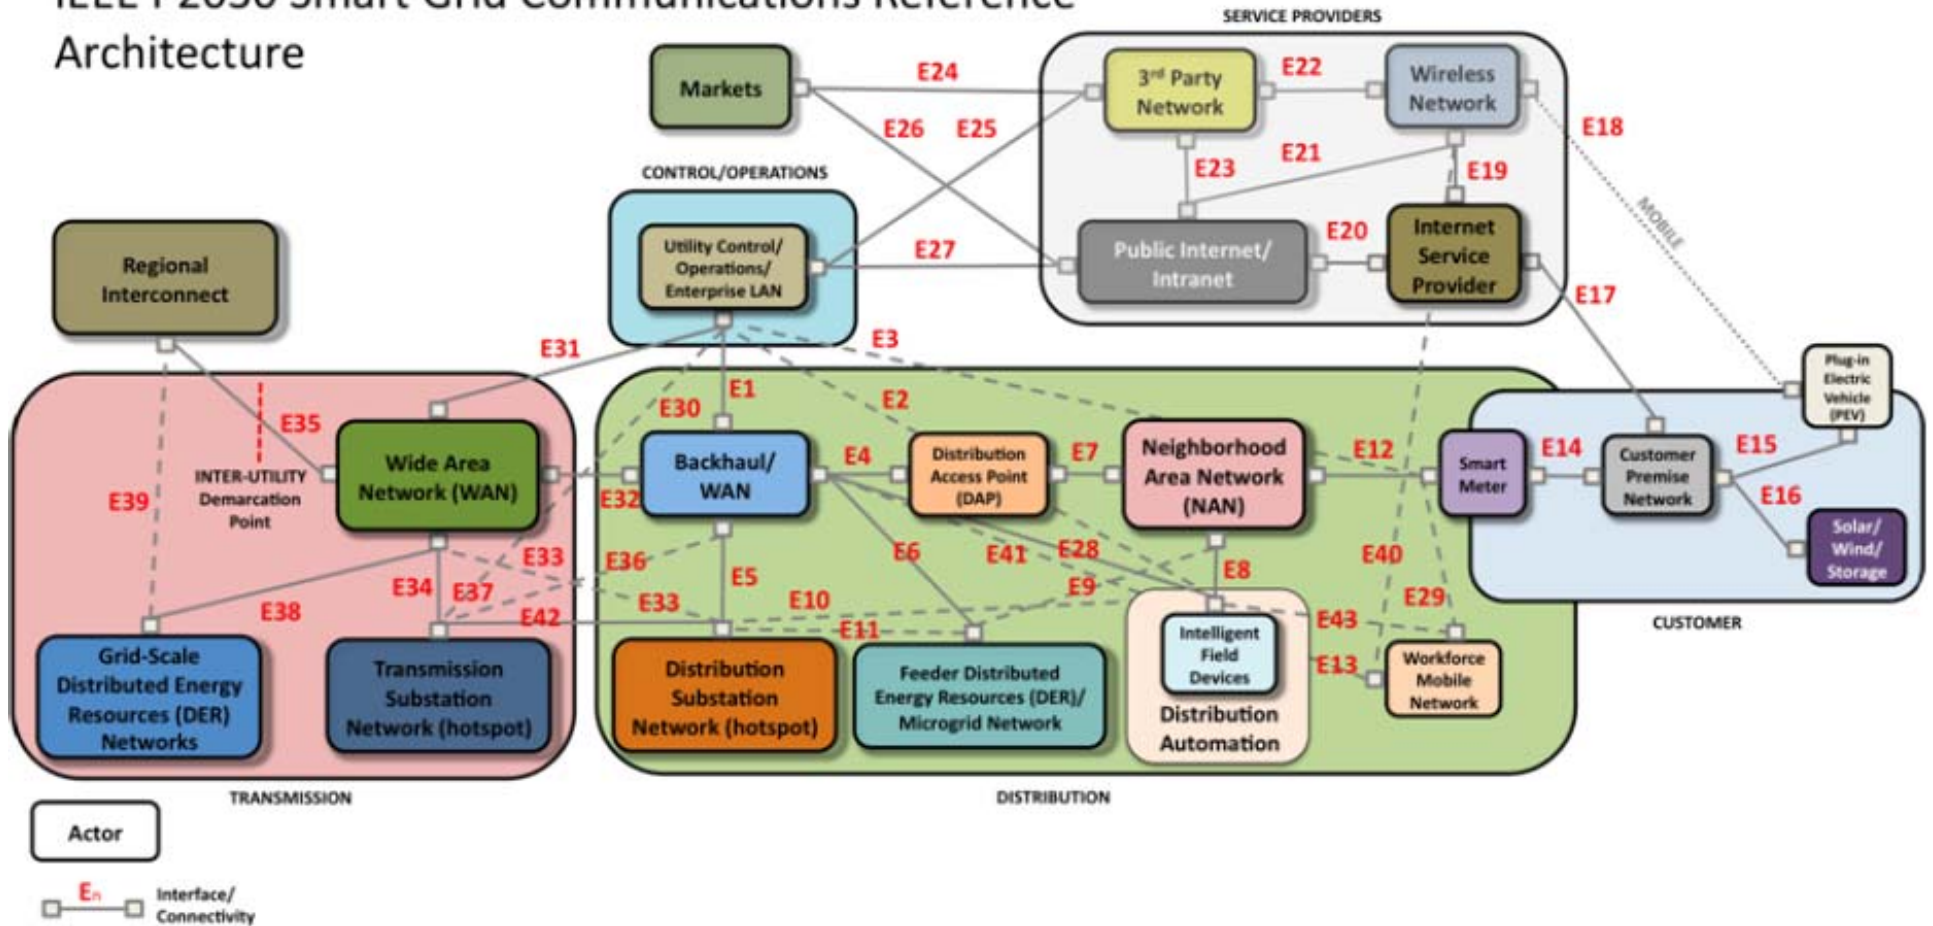 IEEE P2030 Smart Grid Communications Reference
Architecture
SERVICE PROVIDERS
Markets
E24
3rd Party
Network
E22
Wireless
Network
E26
E25
E18
E23
E21
E19
MOBILE
CONTROL/OPERATIONS
Utility Control/
Operations/
Enterprise LAN
E27
Public Internet/
Intranet
E20
Internet
Service
Provider
E17
Regional
Interconnect
E31
E3
E1
E30
E2
Plug-in
Electric
Vehicle
(PEV)
E35
INTER-UTILITY
Demarcation
Point
E39
Wide Area
Network (WAN)
E32
Backhaul/
WAN
E4
Distribution
Access Point
(DAP)
E7
Neighborhood
Area Network
(NAN)
E12
Smart
Meter
E14
Customer
Premise
Network
E15
E16
Solar/
Wind/
Storage
E33
E36
E6
E41
E28
E40
E34
E37
E5
E9
E8
E38
E42
E33
E10
E11
E29
E43
E13
CUSTOMER
Grid-Scale
Distributed Energy
Resources (DER)
Networks
Transmission
Substation
Network (hotspot)
Distribution
Substation
Network (hotspot)
Feeder Distributed
Energy Resources (DER)/
Microgrid Network
Intelligent
Field
Devices
Distribution
Automation
Workforce
Mobile
Network
TRANSMISSION
DISTRIBUTION
Actor
En
Interface/
Connectivity